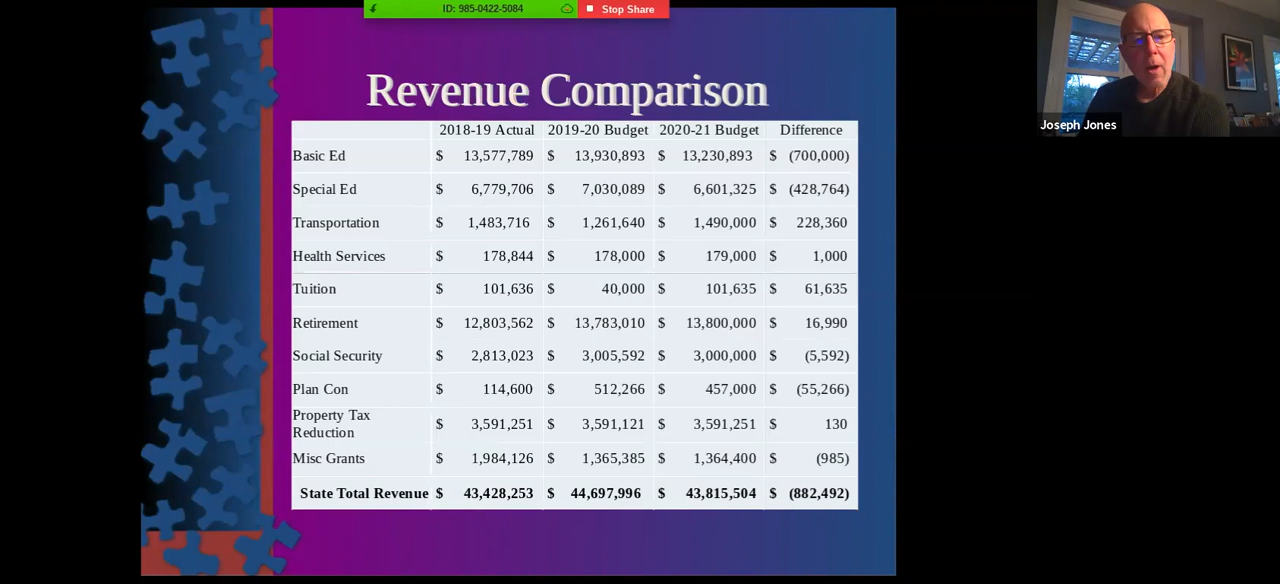 ID: 985-0422-5084 Stop Share
Revenue Comparison
2018-19 Actual 2019-20 Budget 2020-21 Budget Difference
Basic Ed $ 13,577,789 $ 13,930,893 $ 13,230,893 $ (700,000)
Special Ed $ 6,779,706 $ 7,030,089 $ 6,601,325 $ (428,764)
Transportation $ 1,483,716 $ 1,261,640 $ 1,490,000 $ 228,360
Health Services $ 178,844 $ 178,000 $ 179,000 $ 1,000
Tuition $ 101,636 $ 40,000 $ 101,635 $ 61,635
Retirement $ 12,803,562 $ 13,783,010 $ 13,800,000 $ 16,990
Social Security $ 2,813,023 $ 3,005,592 $ 3,000,000 $ (5,592)
Plan Con $ 114,600 $ 512,266 $ 457,000 $ (55,266)
Property Tax
Reduction $ 3,591,251 $ 3,591,121 $ 3,591,251 $ 130
Misc Grants $ 1,984,126 $ 1,365,385 $ 1,364,400 $ (985)
State Total Revenue $ 43,428,253 $ 44,697,996 $ 43,815,504 $ (882,492)
Joseph Jones